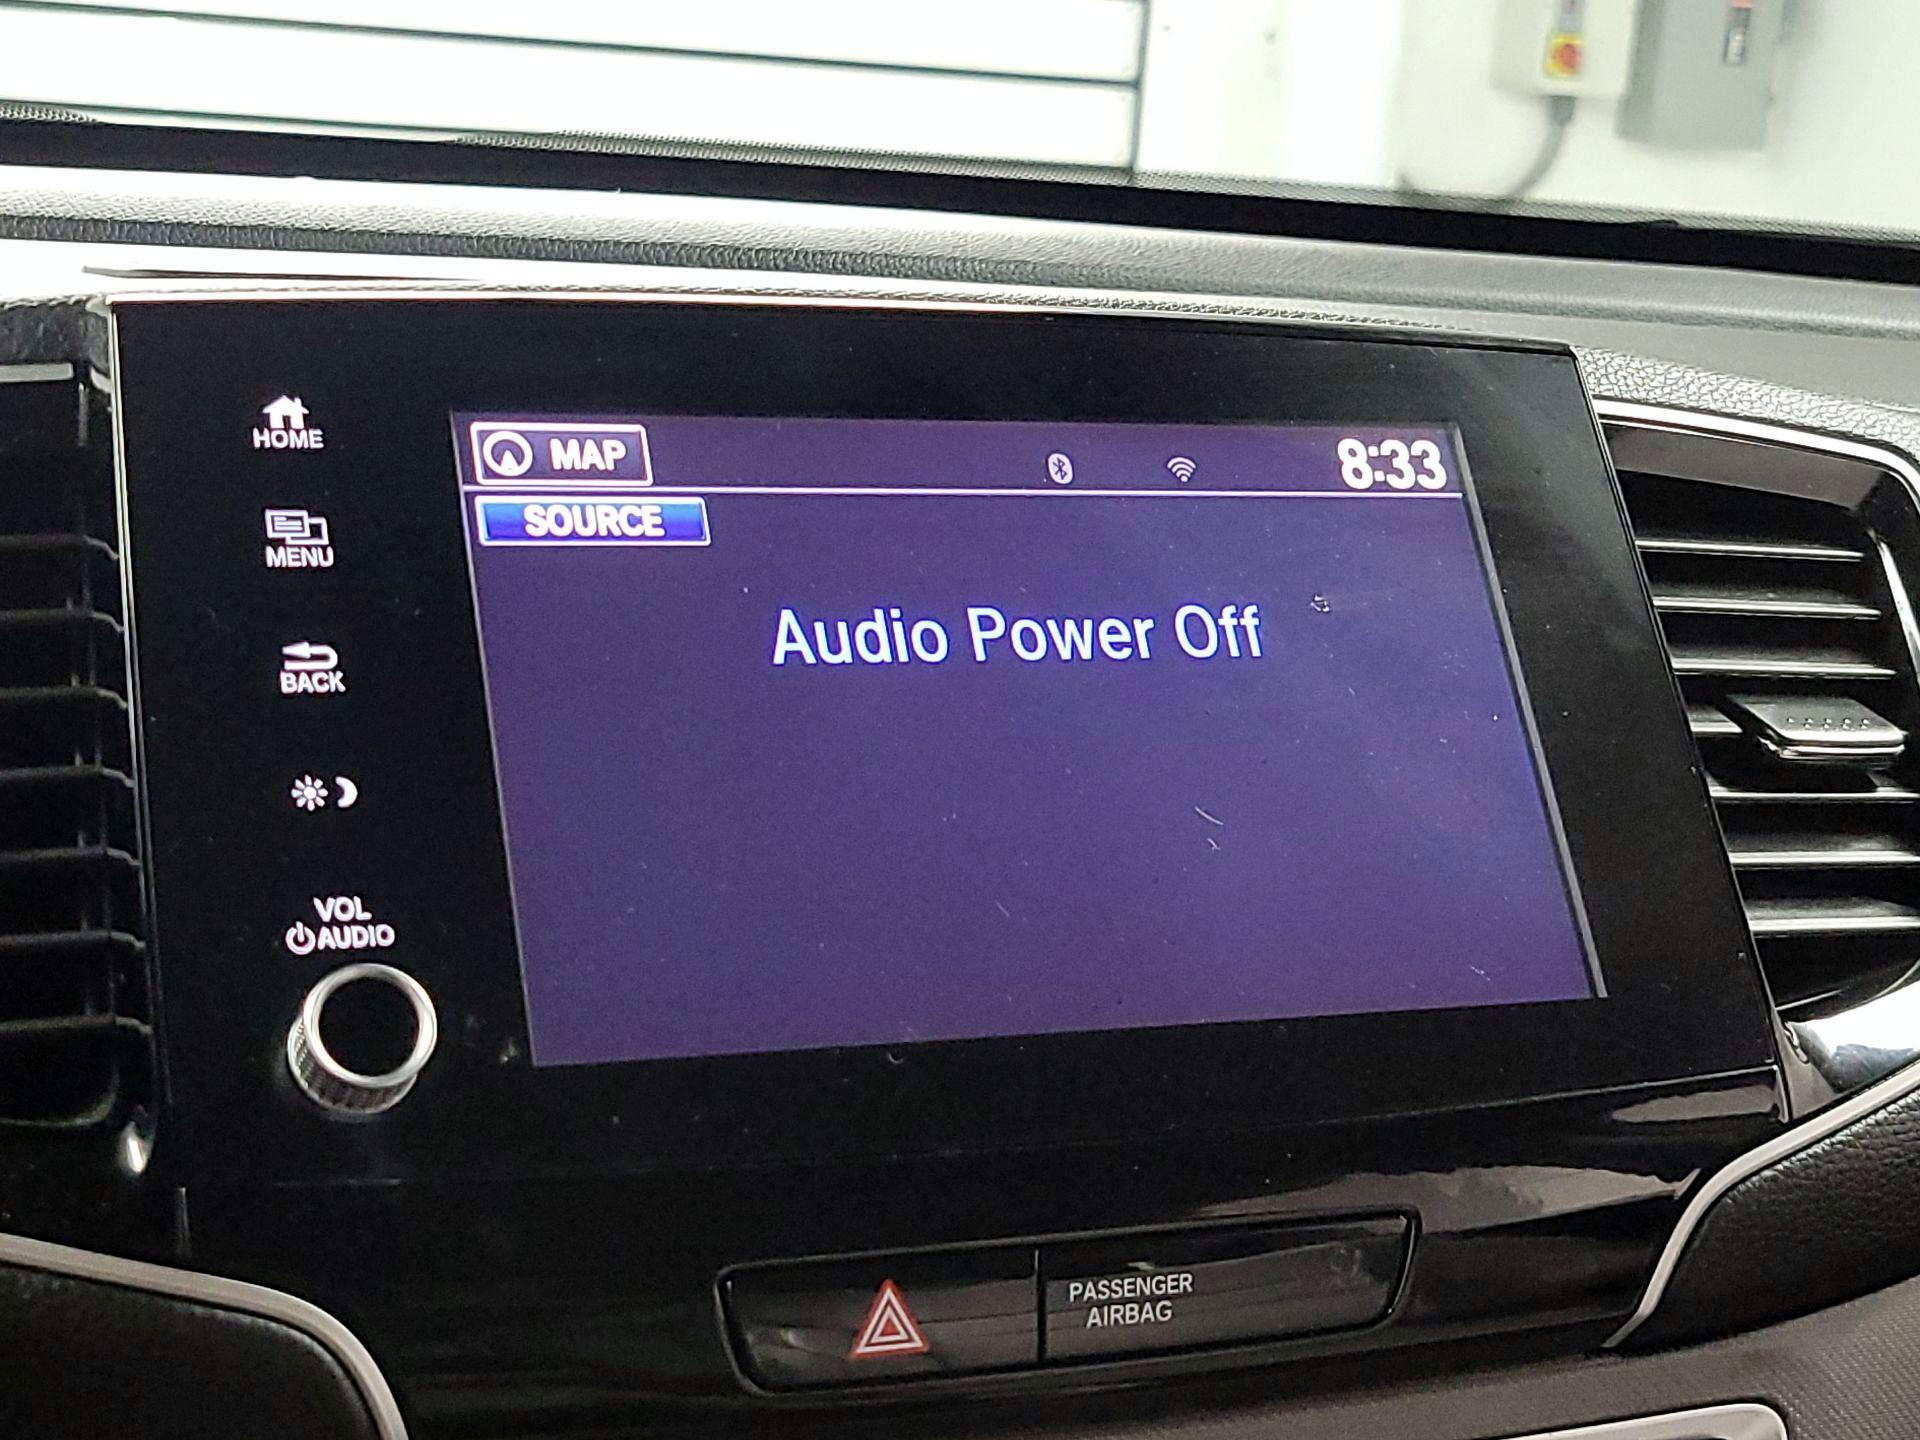 HOME
MAP
8:33
SOURCE
MENU
Audio Power Off
BACK
VOL
AUDIO
PASSENGER
AIRBAG